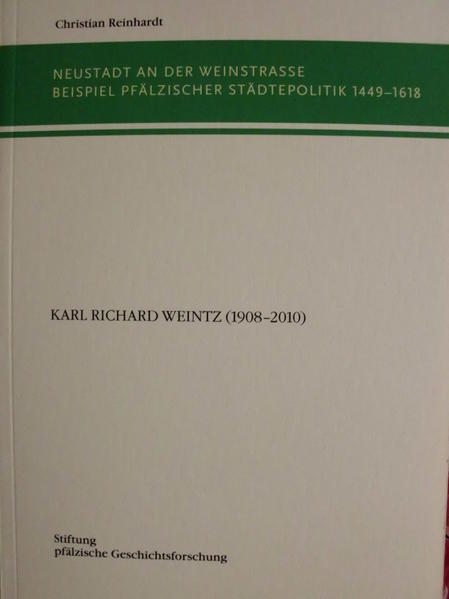 Christian Reinhardt
NEUSTADT AN DER WEINSTRASSE
BEISPIEL PFÄLZISCHER STÄDTEPOLITIK 1449–1618
KARL RICHARD WEINTZ (1908–2010)
Stiftung
pfälzische Geschichtsforschung